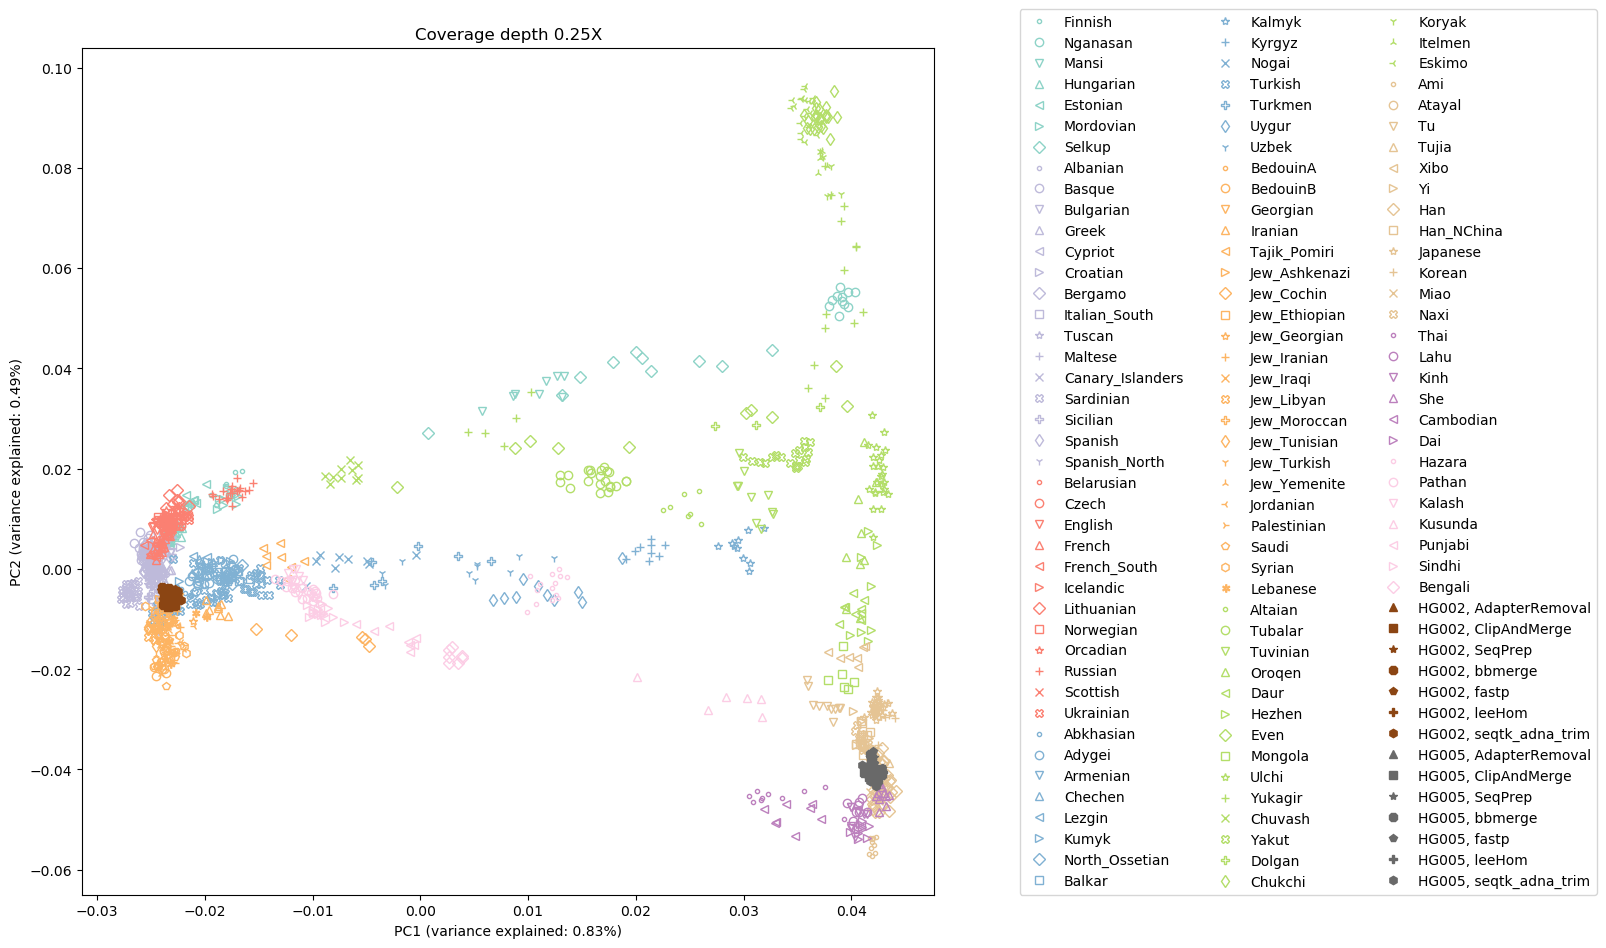 Coverage depth 0.25X
0.10
0.08
0.06
0.04
0.02
0.00
−0.02
−0.04
−0.06
PC2 (variance explained: 0.49%)
−0.03
−0.02
−0.01
0.00
0.01
0.02
0.03
0.04
PC1 (variance explained: 0.83%)
Finnish
Nganasan
Mansi
Hungarian
Estonian
Mordovian
Selkup
Albanian
Basque
Bulgarian
Greek
Cypriot
Croatian
Bergamo
Italian_South
Tuscan
Maltese
Canary_Islanders
Sardinian
Sicilian
Spanish
Spanish_North
Belarusian
Czech
English
French
French_South
Icelandic
Lithuanian
Norwegian
Orcadian
Russian
Scottish
Ukrainian
Abkhasian
Adygei
Armenian
Chechen
Lezgin
Kumyk
North_Ossetian
Balkar
Kalmyk
Kyrgyz
Nogai
Turkish
Turkmen
Uygur
Uzbek
BedouinA
BedouinB
Georgian
Iranian
Tajik_Pomiri
Jew_Ashkenazi
Jew_Cochin
Jew_Ethiopian
Jew_Georgian
Jew_Iranian
Jew_Iraqi
Jew_Libyan
Jew_Moroccan
Jew_Tunisian
Jew_Turkish
Jew_Yemenite
Jordanian
Palestinian
Saudi
Syrian
Lebanese
Altaian
Tubalar
Tuvinian
Oroqen
Daur
Hezhen
Even
Mongola
Ulchi
Yukagir
Chuvash
Yakut
Dolgan
Chukchi
Koryak
Itelmen
Eskimo
Ami
Atayal
Tu
Tujia
Xibo
Yi
Han
Han_NChina
Japanese
Korean
Miao
Naxi
Thai
Lahu
Kinh
She
Cambodian
Dai
Hazara
Pathan
Kalash
Kusunda
Punjabi
Sindhi
Bengali
HG002, AdapterRemoval
HG002, ClipAndMerge
HG002, SeqPrep
HG002, bbmerge
HG002, fastp
HG002, leeHom
HG002, seqtk_adna_trim
HG005, AdapterRemoval
HG005, ClipAndMerge
HG005, SeqPrep
HG005, bbmerge
HG005, fastp
HG005, leeHom
HG005, seqtk_adna_trim